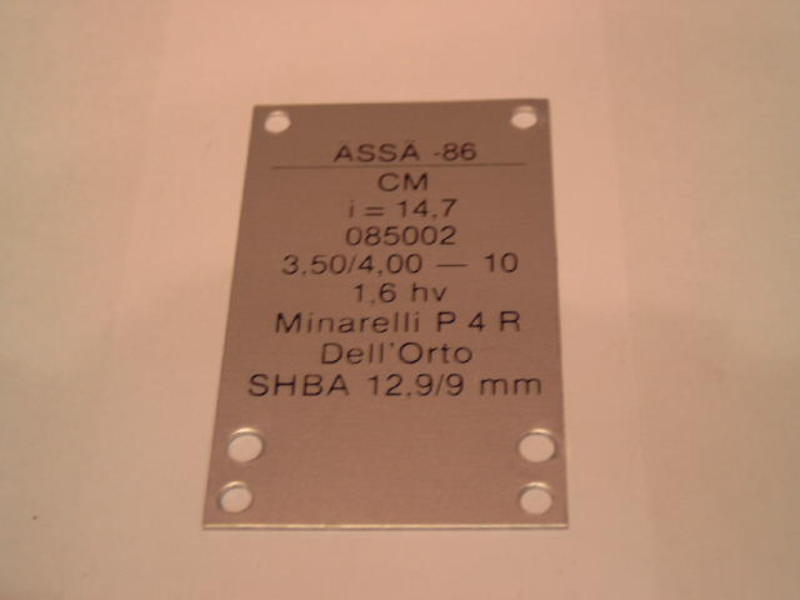 ÄSSÄ -86
CM
i = 14,7
085002
3,50/4,00 — 10
1,6 hv
Minarelli P 4 R
Dell'Orto
SHBA 12,9/9 mm